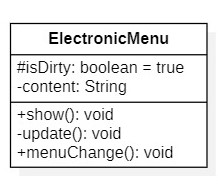 ElectronicMenu
#isDirty: boolean = true
-content: String
+show(): void
-update(): void
+menuChange(): void